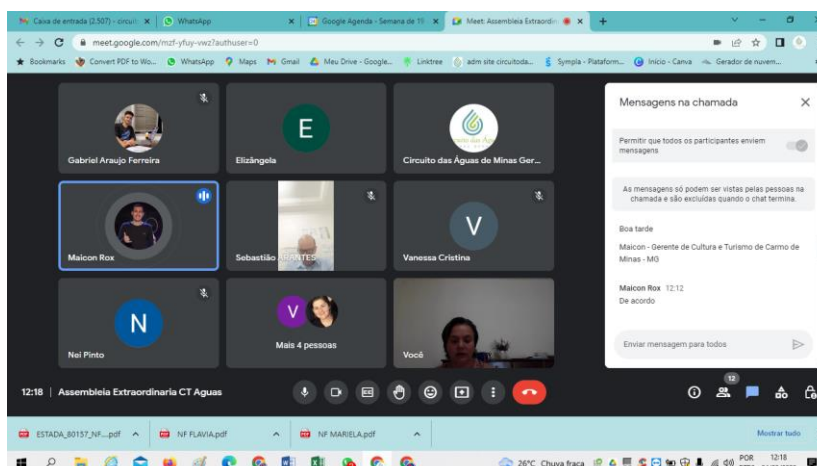 Caixa de entrada (2.507) - circuit
WhatsApp
Google Agenda - Semana de 19
Meet: Assembleia Extraordin
meet.google.com/mzf-yfuy-vwz?authuser=0
Bookmarks
Convert PDF to Wo...
WhatsApp
Maps
Gmail
Meu Drive - Google...
Linktree
adm site circuitoda...
Sympla - Plataform...
Início - Canva
Gerador de nuvem...
Gabriel Araujo Ferreira
E
Elizângela
Circuito das Águas de Minas Ger...
Maicon Rox
Sebastião ARANTES
V
Vanessa Cristina
N
Nei Pinto
V
Mais 4 pessoas
Você
Mensagens na chamada
Permitir que todos os participantes enviem
mensagens
As mensagens só podem ser vistas pelas pessoas na
chamada e são excluídas quando o chat termina.
Boa tarde
Maicon - Gerente de Cultura e Turismo de Carmo de
Minas - MG
Maicon Rox 12:12
De acordo
Enviar mensagem para todos
12:18 | Assembleia Extraordinaria CT Aguas
12
ESTADA_80157_NF_...pdf
NF FLAVIA.pdf
NF MARIELA.pdf
Mostrar tudo
26°C Chuva fraca
POR
12:18